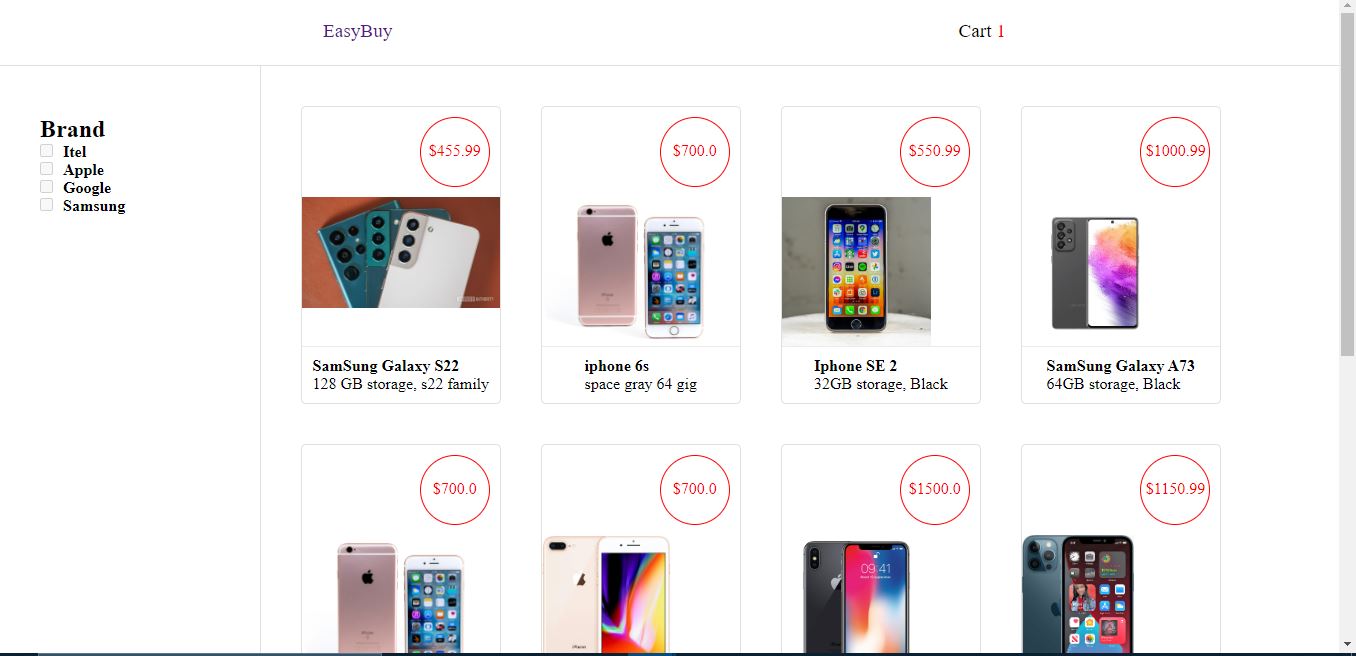 EasyBuy
Cart 1
Brand
Itel
Apple
Google
Samsung
$455.99
$700.0
$550.99
$1000.99
SamSung Galaxy S22
128 GB storage, s22 family
iphone 6s
space gray 64 gig
Iphone SE 2
32GB storage, Black
SamSung Galaxy A73
64GB storage, Black
$700.0
$700.0
$1500.0
$1150.99
09:41